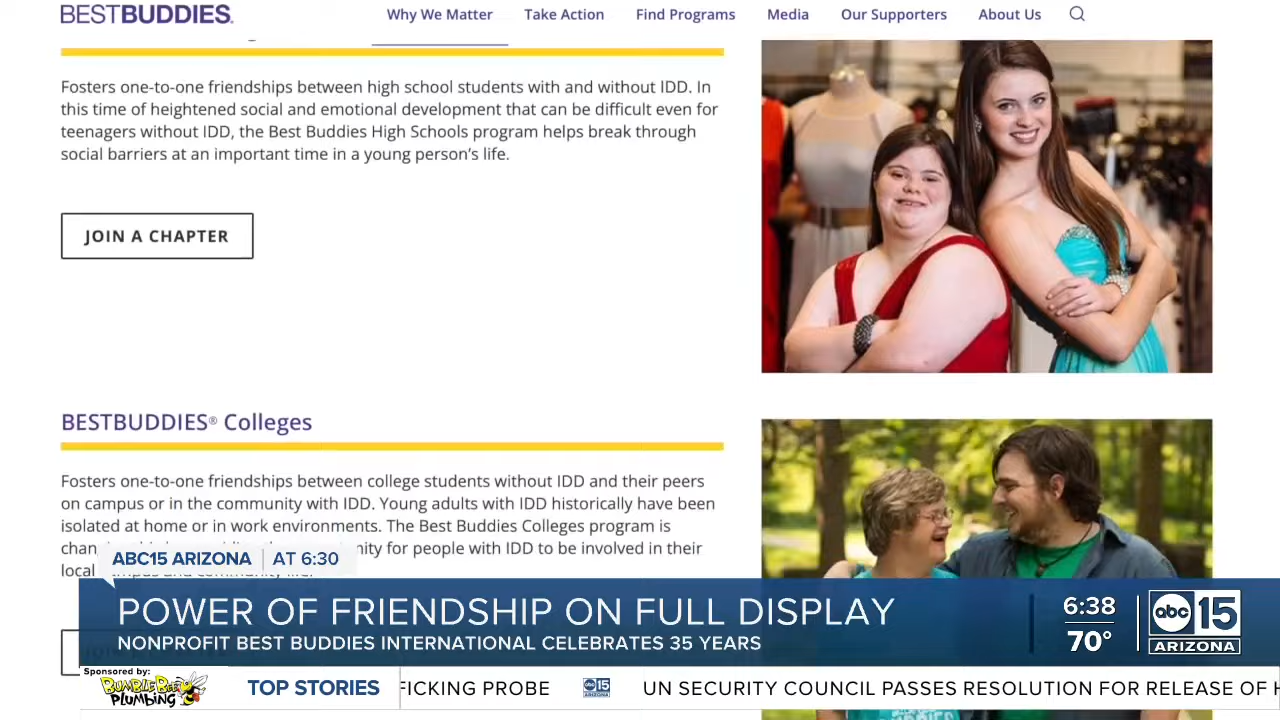 BESTBUDDIES®
Why We Matter
Take Action
Find Programs
Media
Our Supporters
About Us
Fosters one-to-one friendships between high school students with and without IDD. In
this time of heightened social and emotional development that can be difficult even for
teenagers without IDD, the Best Buddies High Schools program helps break through
social barriers at an important time in a young person's life.
JOIN A CHAPTER
BESTBUDDIES® Colleges
Fosters one-to-one friendships between college students without IDD and their peers
on campus or in the community with IDD. Young adults with IDD historically have been
isolated at home or in work environments. The Best Buddies Colleges program is
for people with IDD to be involved in their
local campus and community life.
ABC15 ARIZONA | AT 6:30
POWER OF FRIENDSHIP ON FULL DISPLAY
NONPROFIT BEST BUDDIES INTERNATIONAL CELEBRATES 35 YEARS
6:38
70°
abc 15
ARIZONA
Sponsored by:
BUMBLE BEE
PLUMBING
TOP STORIES
FICKING PROBE
abc 15
ARIZONA
UN SECURITY COUNCIL PASSES RESOLUTION FOR RELEASE OF H